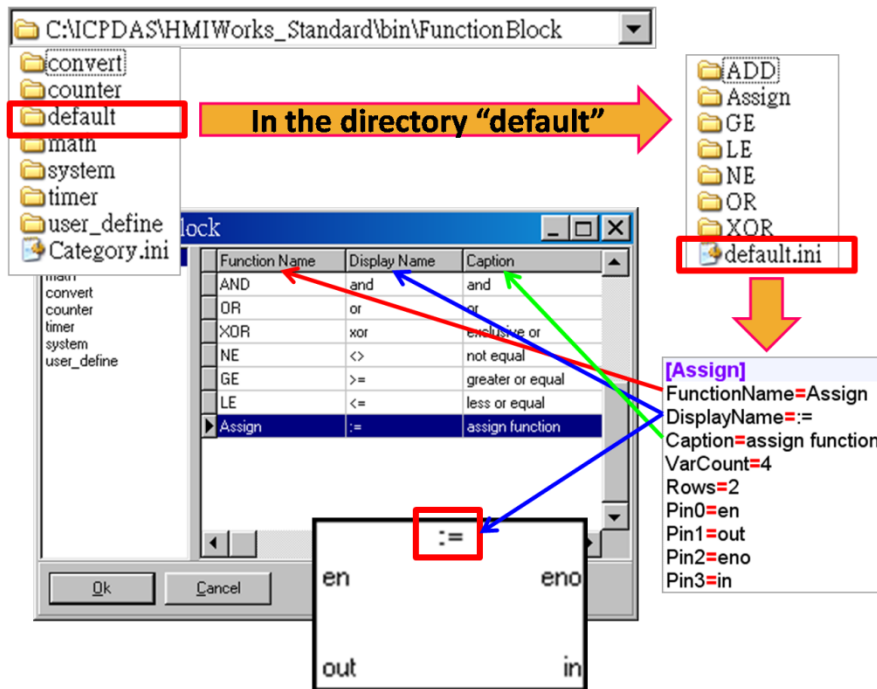 C:\ICPDAS\HMIWorks_Standard\bin\FunctionBlock
convert
counter
default
math
system
timer
user_define
Category.ini
In the directory “default”
ADD
Assign
GE
LE
NE
OR
XOR
default.ini
lock
math
convert
counter
timer
system
user_define
Function Name Display Name Caption
AND and and
OR or or
XOR xor exclusive or
NE <> not equal
GE >= greater or equal
LE <= less or equal
Assign := assign function
Ok Cancel
:=
en eno
out in
[Assign]
FunctionName=Assign
DisplayName=:=
Caption=assign function
VarCount=4
Rows=2
Pin0=en
Pin1=out
Pin2=eno
Pin3=in